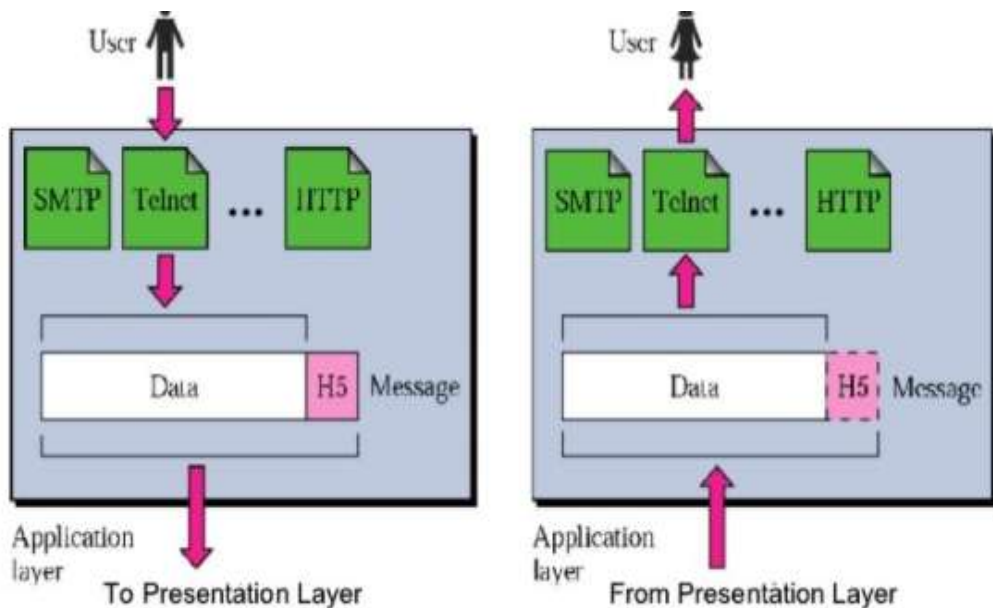 User
SMTP
Telnet
...
HTTP
Data
H5
Message
Application
layer
To Presentation Layer
User
SMTP
Telnet
...
HTTP
Data
H5
Message
Application
layer
From Presentation Layer